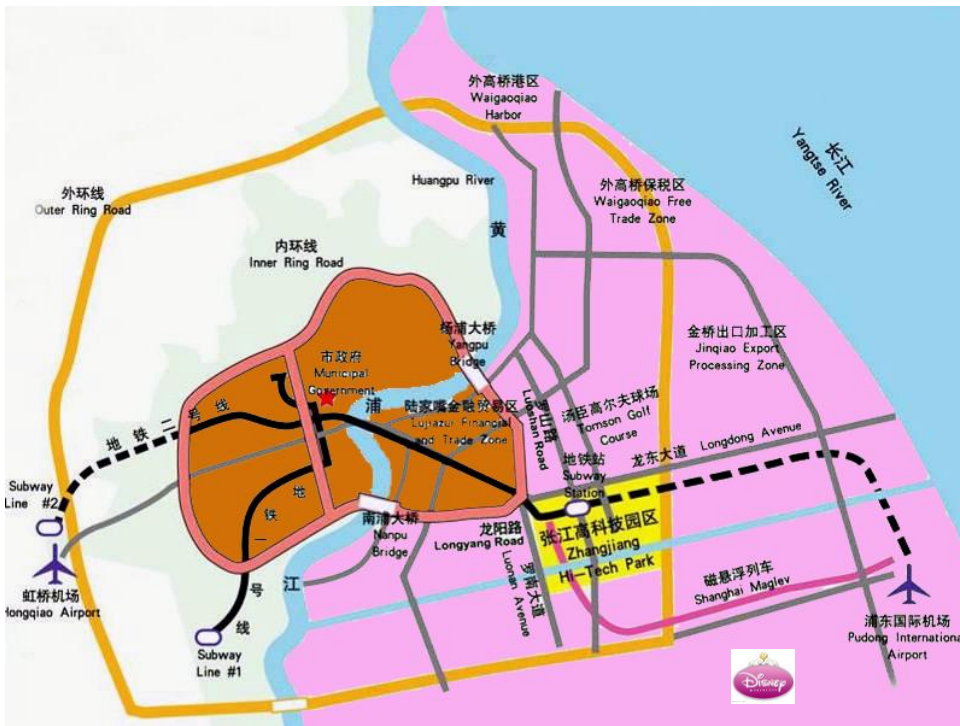 外高桥港区
Waigaoqiao
Harbor
长江
Yangtse River
Huangpu River
外高桥保税区
Waigaoqiao Free
Trade Zone
外环线
Outer Ring Road
黄
内环线
Inner Ring Road
杨浦大桥
Yangpu
Bridge
金桥出口加工区
Jinqiao Export
Processing Zone
市政府
Municipal
Government
浦
陆家嘴金融贸易区
Lujiazui Financial
and Trade Zone
罗山路
Luoshan Road
汤臣高尔夫球场
Tomson Golf
Course
地铁二号线
龙东大道 Longdong Avenue
地铁站
Subway
Station
Subway
Line #2
地铁一号线
南浦大桥
Nanpu
Bridge
龙阳路
Longyang Road
张江高科技园区
Zhangjiang
Hi-Tech Park
罗南大道
Luonan Avenue
磁悬浮列车
Shanghai Maglev
虹桥机场
Hongqiao Airport
江
浦东国际机场
Pudong International
Airport
Subway
Line #1
Disney